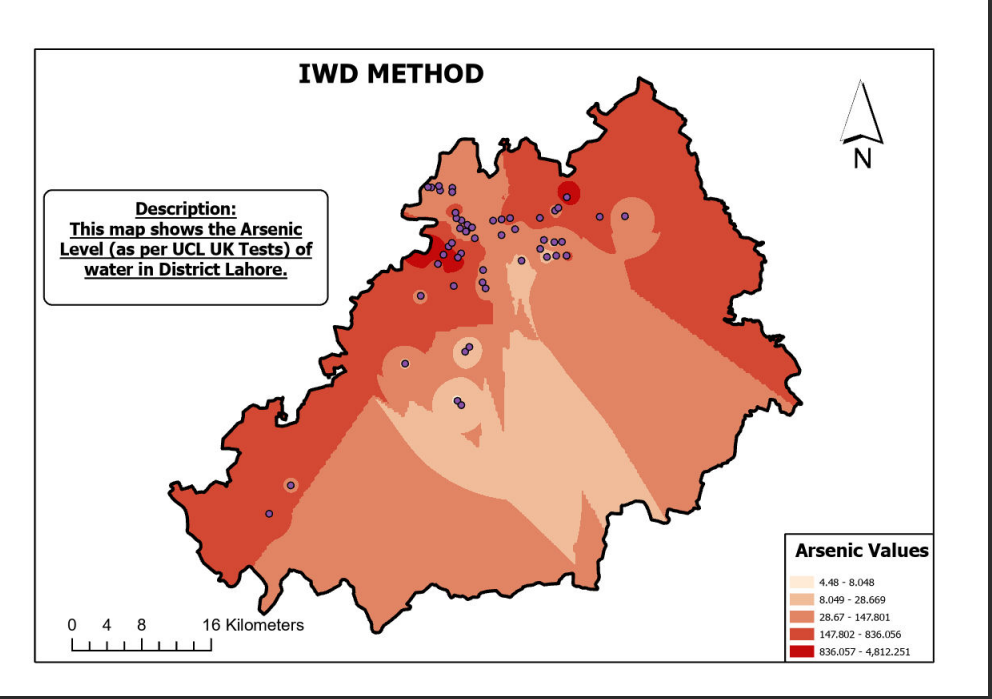 IWD METHOD
N
Description:
This map shows the Arsenic
Level (as per UCL UK Tests) of
water in District Lahore.
Arsenic Values
4.48 - 8.048
8.049 - 28.669
28.67 - 147.801
147.802 - 836.056
836.057 - 4,812.251
0 4 8 16 Kilometers